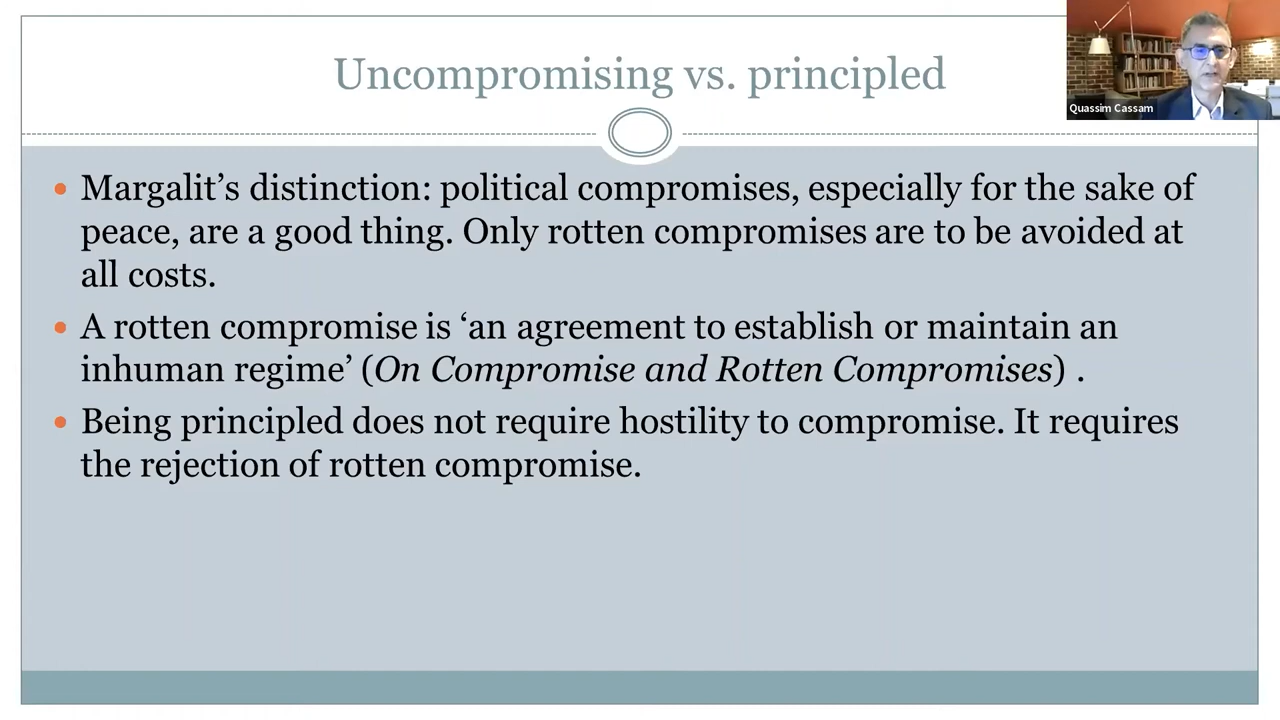 Uncompromising vs. principled
Quassim Cassam
• Margalit’s distinction: political compromises, especially for the sake of
peace, are a good thing. Only rotten compromises are to be avoided at
all costs.
• A rotten compromise is ‘an agreement to establish or maintain an
inhuman regime’ (On Compromise and Rotten Compromises) .
• Being principled does not require hostility to compromise. It requires
the rejection of rotten compromise.